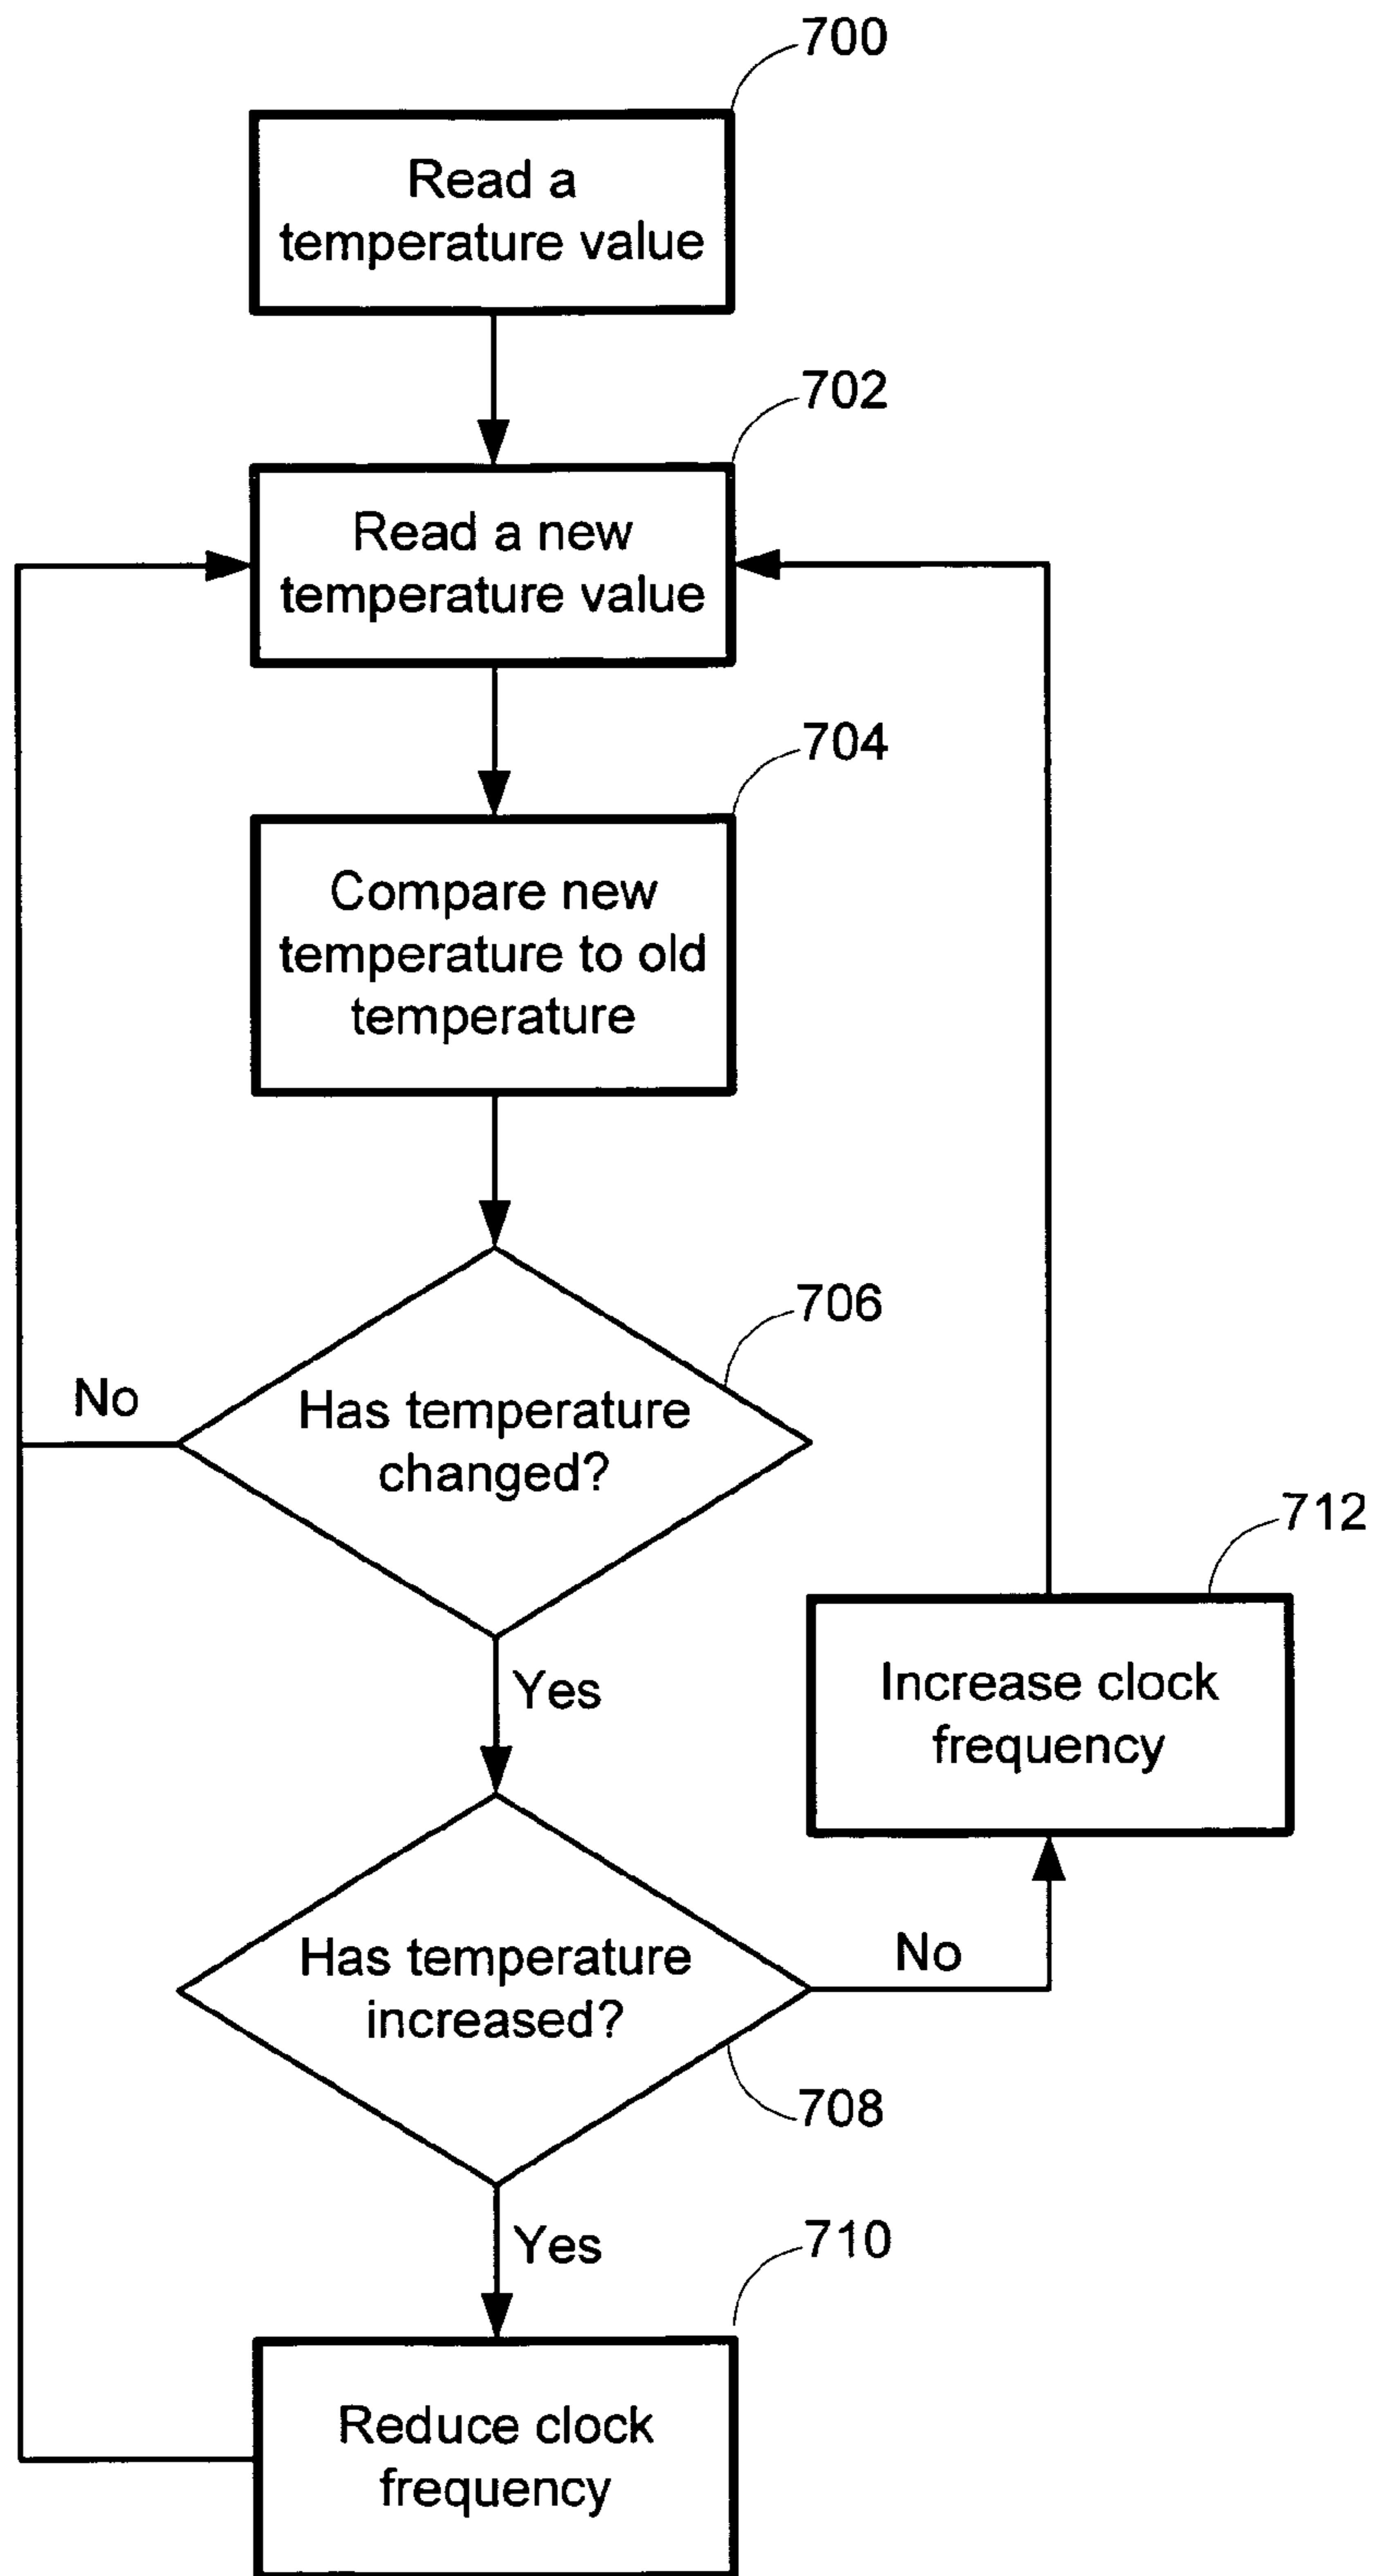 700
Read a
temperature value
702
Read a new
temperature value
704
Compare new
temperature to old
temperature
706
No
Has temperature
changed?
712
Yes
Increase clock
frequency
Has temperature
increased?
No
708
Yes
710
Reduce clock
frequency